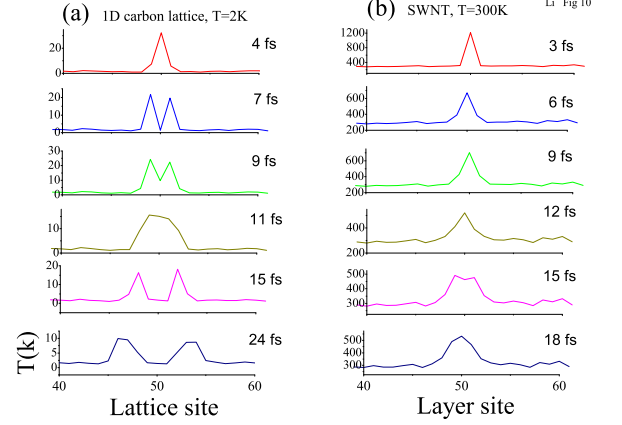 (a) 1D carbon lattice, T=2K
4 fs
20
0
7 fs
20
10
0
9 fs
30
20
10
0
11 fs
10
0
15 fs
20
10
0
24 fs
10
5
0
T(k)
40 50 60
Lattice site
(b) SWNT, T=300K
Li Fig 10
3 fs
1200
800
400
6 fs
600
400
200
9 fs
600
400
200
12 fs
400
200
15 fs
500
400
300
18 fs
500
400
300
40 50 60
Layer site